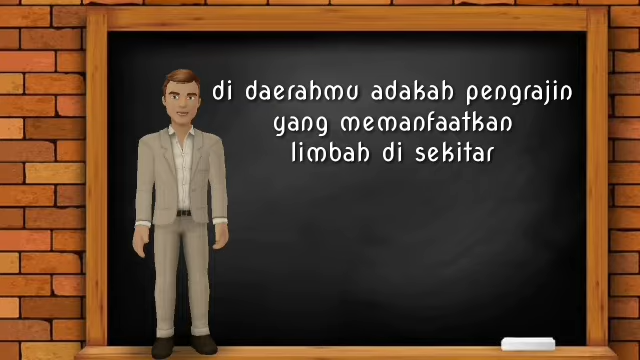 di daerahmu adakah pengrajin
yang memanfaatkan
limbah di sekitar